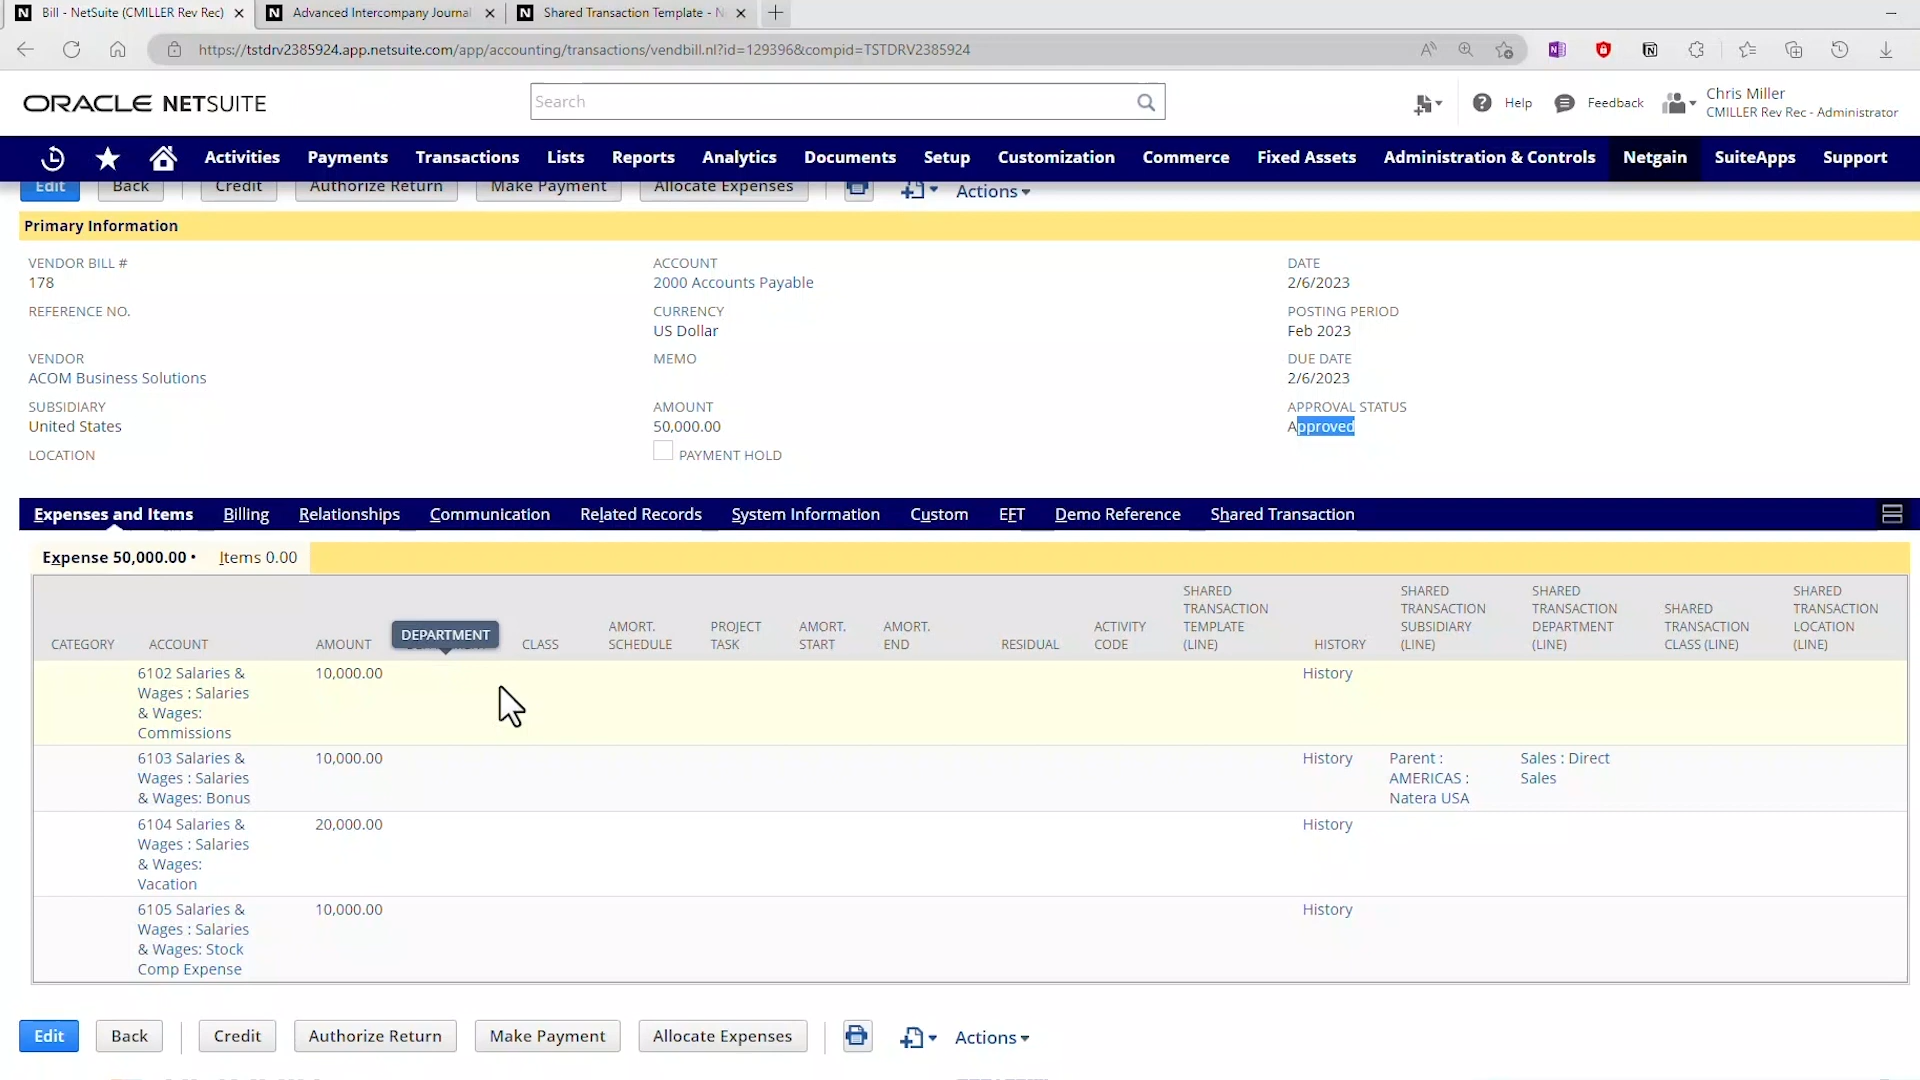 Bill - NetSuite (CMILLER Rev Rec)
Advanced Intercompany Journal
Shared Transaction Template - N
https://tstdrv2385924.app.netsuite.com/app/accounting/transactions/vendbill.nl?id=129396&compid=TSTDRV2385924
ORACLE NETSUITE
Search
Help
Feedback
Chris Miller
CMILLER Rev Rec - Administrator
Activities Payments Transactions Lists Reports Analytics Documents Setup Customization Commerce Fixed Assets Administration & Controls Netgain SuiteApps Support
Edit Back Credit Authorize Return Make Payment Allocate Expenses Actions
Primary Information
VENDOR BILL #
178
REFERENCE NO.
VENDOR
ACOM Business Solutions
SUBSIDIARY
United States
LOCATION
ACCOUNT
2000 Accounts Payable
CURRENCY
US Dollar
MEMO
AMOUNT
50,000.00
PAYMENT HOLD
DATE
2/6/2023
POSTING PERIOD
Feb 2023
DUE DATE
2/6/2023
APPROVAL STATUS
Approved
Expenses and Items Billing Relationships Communication Related Records System Information Custom EFT Demo Reference Shared Transaction
Expense 50,000.00 • Items 0.00
CATEGORY
ACCOUNT
AMOUNT
DEPARTMENT
CLASS
AMORT.
SCHEDULE
PROJECT
TASK
AMORT.
START
AMORT.
END
RESIDUAL
ACTIVITY
CODE
SHARED
TRANSACTION
TEMPLATE
(LINE)
HISTORY
SHARED
TRANSACTION
SUBSIDIARY
(LINE)
SHARED
TRANSACTION
DEPARTMENT
(LINE)
SHARED
TRANSACTION
CLASS (LINE)
SHARED
TRANSACTION
LOCATION
(LINE)
6102 Salaries &
Wages : Salaries
& Wages:
Commissions
10,000.00
History
6103 Salaries &
Wages : Salaries
& Wages: Bonus
10,000.00
History
Parent :
AMERICAS :
Natera USA
Sales : Direct
Sales
6104 Salaries &
Wages : Salaries
& Wages:
Vacation
20,000.00
History
6105 Salaries &
Wages : Salaries
& Wages: Stock
Comp Expense
10,000.00
History
Edit Back Credit Authorize Return Make Payment Allocate Expenses Actions